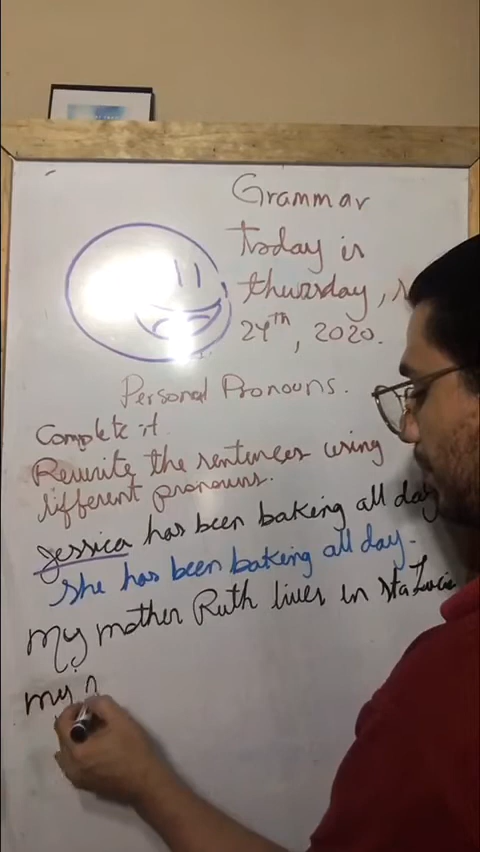 Grammar
today is
thursday,
24th, 2020.
Personal Pronouns.
Complete it
Rewrite the sentences using
different pronouns.
Jessica has been baking all day
She has been baking all day.
My mother Ruth lives in sta Lucia
My